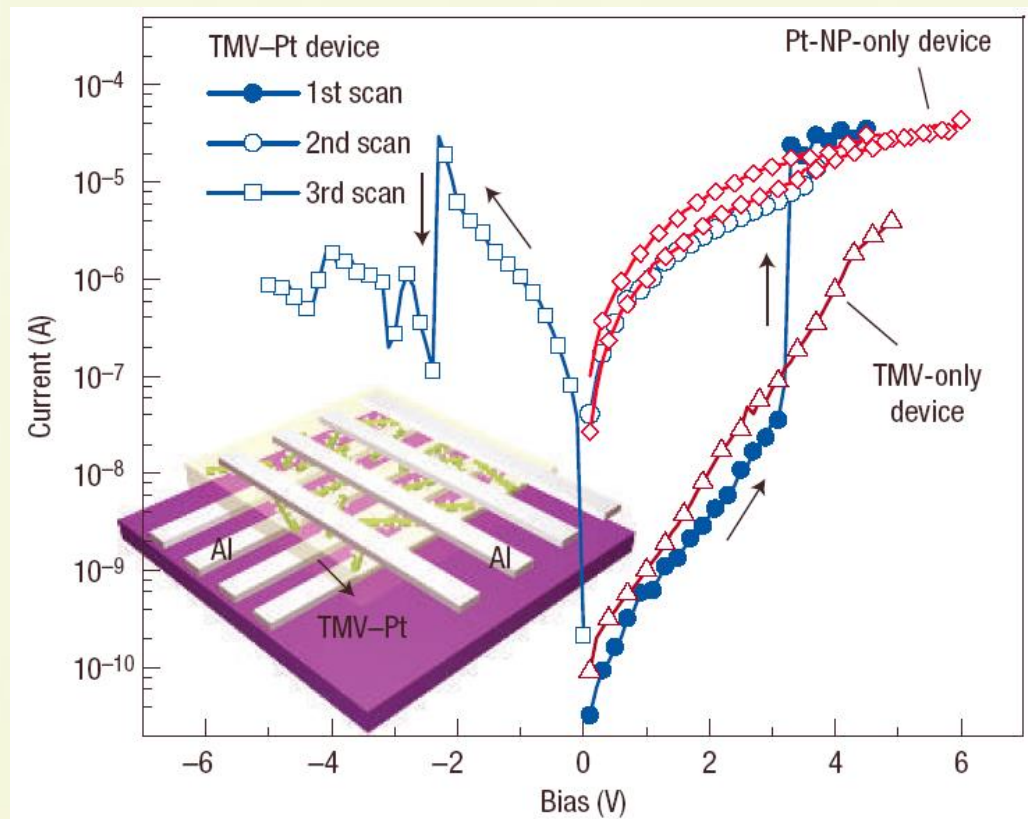 TMV–Pt device
1st scan
2nd scan
3rd scan
Pt-NP-only device
TMV-only
device
Al
Al
TMV–Pt
Current (A)
10⁻⁴
10⁻⁵
10⁻⁶
10⁻⁷
10⁻⁸
10⁻⁹
10⁻¹⁰
–6 –4 –2 0 2 4 6
Bias (V)